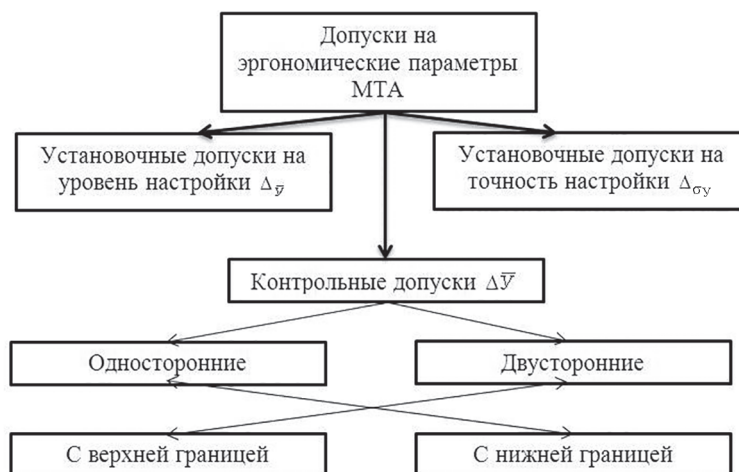 Допуски на
эргономические параметры
МТА
Установочные допуски на
уровень настройки Δȳ
Установочные допуски на
точность настройки Δσy
Контрольные допуски ΔȲ
Односторонние
Двусторонние
С верхней границей
С нижней границей